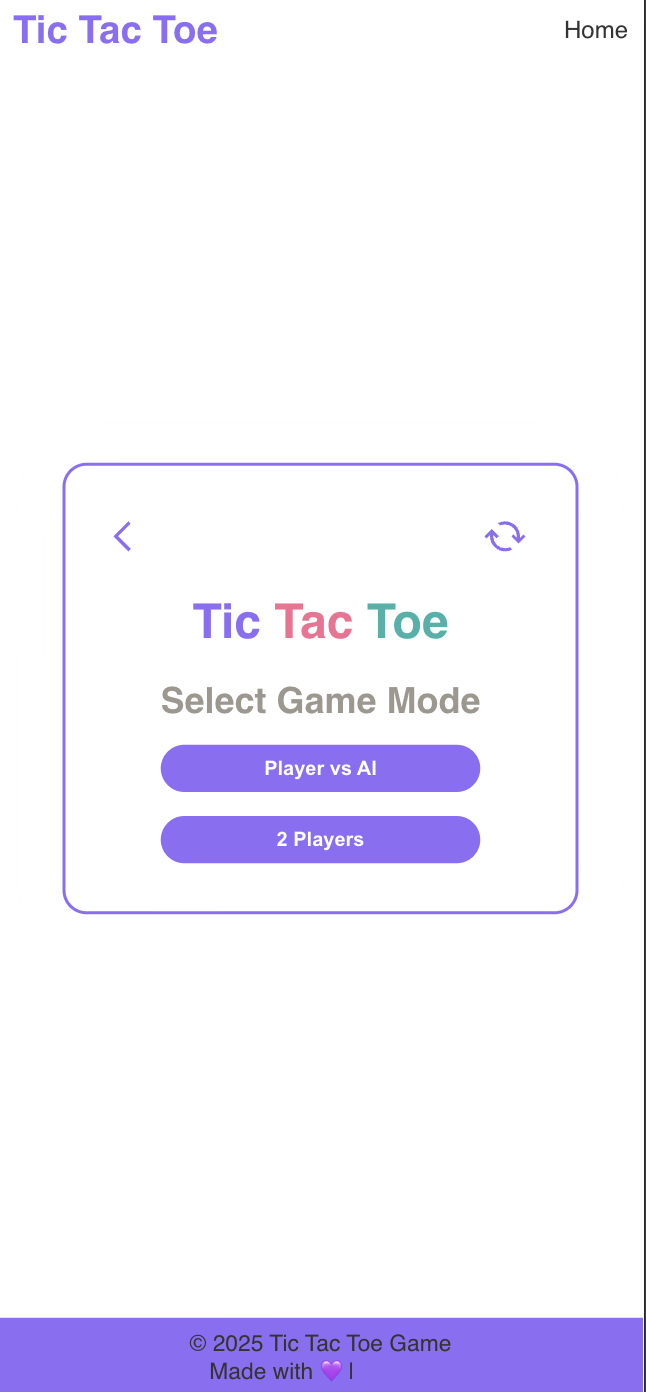 Tic Tac Toe
Home
Tic Tac Toe
Select Game Mode
Player vs AI
2 Players
© 2025 Tic Tac Toe Game
Made with 💜